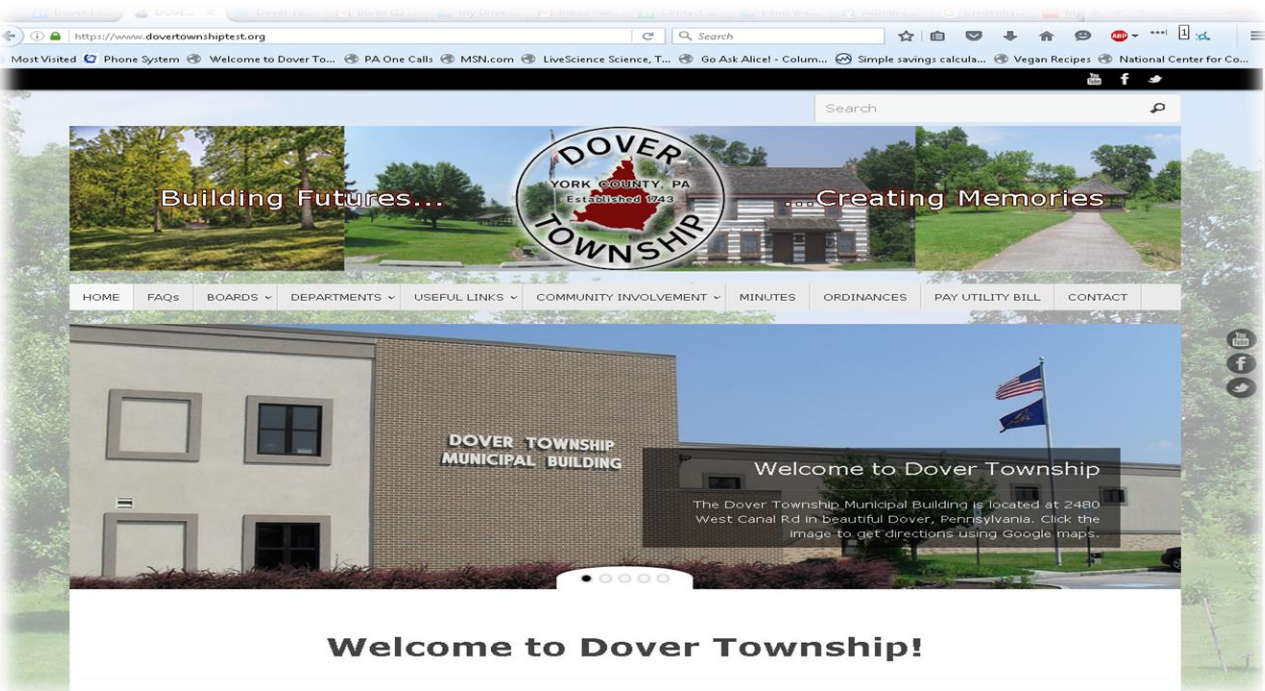 https://www.dovertownshiptest.org
Search
Most Visited Phone System Welcome to Dover To... PA One Calls MSN.com LiveScience Science, T... Go Ask Alice! - Colum... Simple savings calcula... Vegan Recipes National Center for Co...
Search
Building Futures...
DOVER
YORK COUNTY, PA
Established 1743
TOWNSHIP
...Creating Memories
HOME FAQs BOARDS DEPARTMENTS USEFUL LINKS COMMUNITY INVOLVEMENT MINUTES ORDINANCES PAY UTILITY BILL CONTACT
DOVER TOWNSHIP
MUNICIPAL BUILDING
Welcome to Dover Township
The Dover Township Municipal Building is located at 2480
West Canal Rd in beautiful Dover, Pennsylvania. Click the
image to get directions using Google maps.
Welcome to Dover Township!